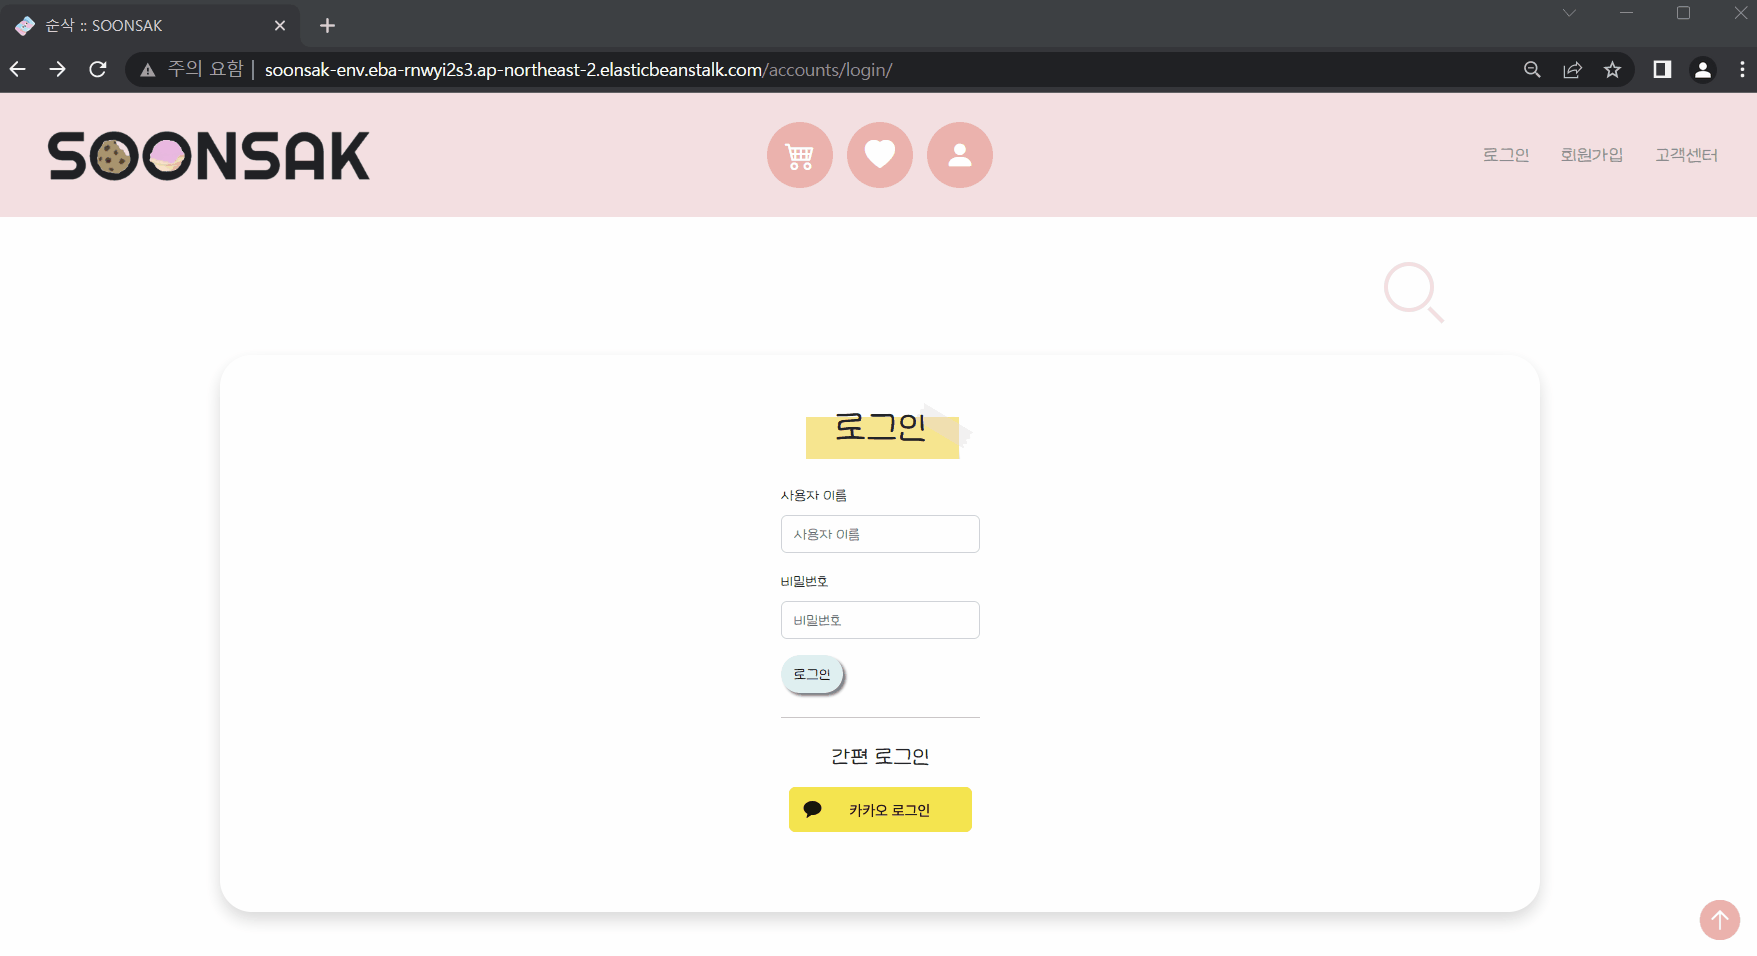 순삭 :: SOONSAK
주의 요함 | soonsak-env.eba-rnwyi2s3.ap-northeast-2.elasticbeanstalk.com/accounts/login/
SOONSAK
로그인 회원가입 고객센터
로그인
사용자 이름
사용자 이름
비밀번호
비밀번호
로그인
간편 로그인
카카오 로그인